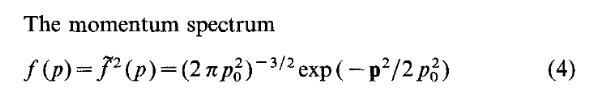 The momentum spectrum
f(p) = f̃²(p) = (2πp₀²)⁻³/² exp(−𝐩²/2p₀²) (4)